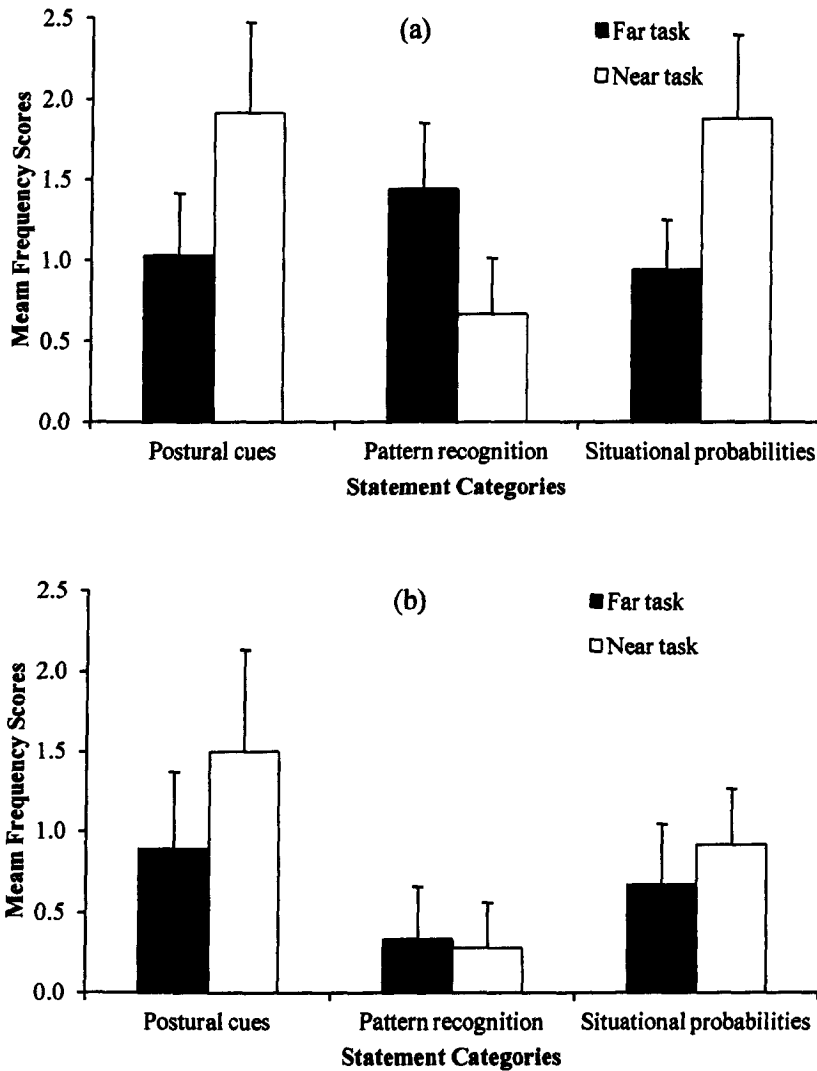 (a)
■ Far task
□ Near task
2.5
2.0
1.5
1.0
0.5
0.0
Meam Frequency Scores
Postural cues Pattern recognition Situational probabilities
Statement Categories
(b)
■ Far task
□ Near task
2.5
2.0
1.5
1.0
0.5
0.0
Meam Frequency Scores
Postural cues Pattern recognition Situational probabilities
Statement Categories